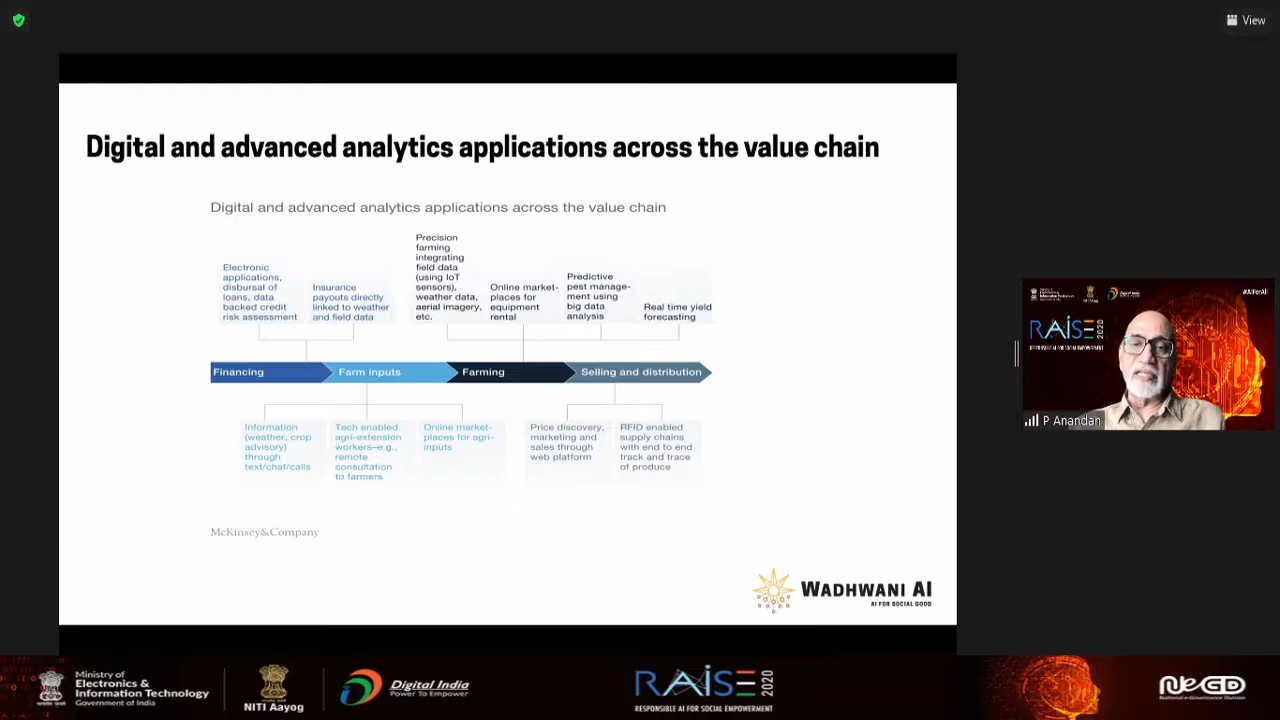 View
Digital and advanced analytics applications across the value chain
Digital and advanced analytics applications across the value chain
Electronic
applications,
disbursal of
loans, data
backed credit
risk assessment
Insurance
payouts directly
linked to weather
and field data
Precision
farming
integrating
field data
(using IoT
sensors),
weather data,
aerial imagery,
etc.
Online market-
places for
equipment
rental
Predictive
pest manage-
ment using
big data
analysis
Real time yield
forecasting
Financing
Farm inputs
Farming
Selling and distribution
Information
(weather, crop
advisory)
through
text/chat/calls
Tech enabled
agri-extension
workers–e.g.,
remote
consultation
to farmers
Online market-
places for agri-
inputs
Price discovery,
marketing and
sales through
web platform
RFID enabled
supply chains
with end to end
track and trace
of produce
McKinsey&Company
WADHWANI AI
AI FOR SOCIAL GOOD
#AIForAll
RAISE 2020
P Anandan
Ministry of
Electronics &
Information Technology
Government of India
NITI Aayog
Digital India
Power To Empower
RAISE 2020
RESPONSIBLE AI FOR SOCIAL EMPOWERMENT
NeGD
National e-Governance Division